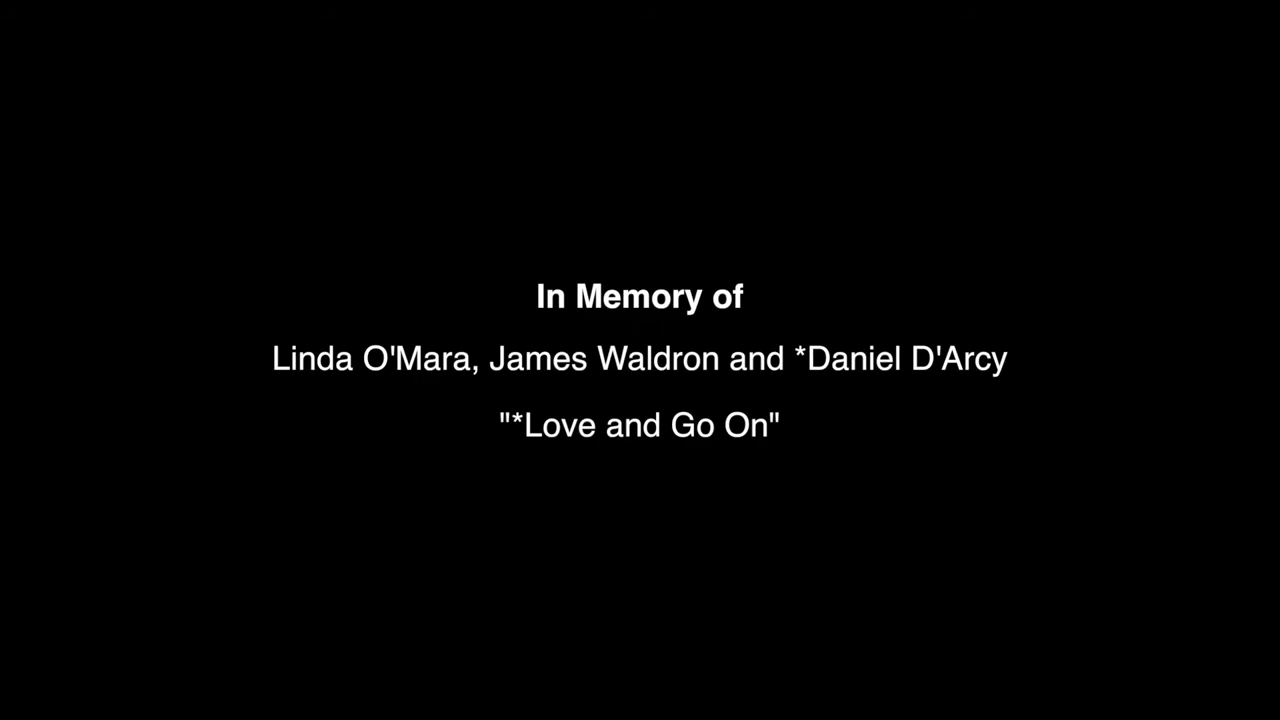 In Memory of
Linda O'Mara, James Waldron and *Daniel D'Arcy
"*Love and Go On"